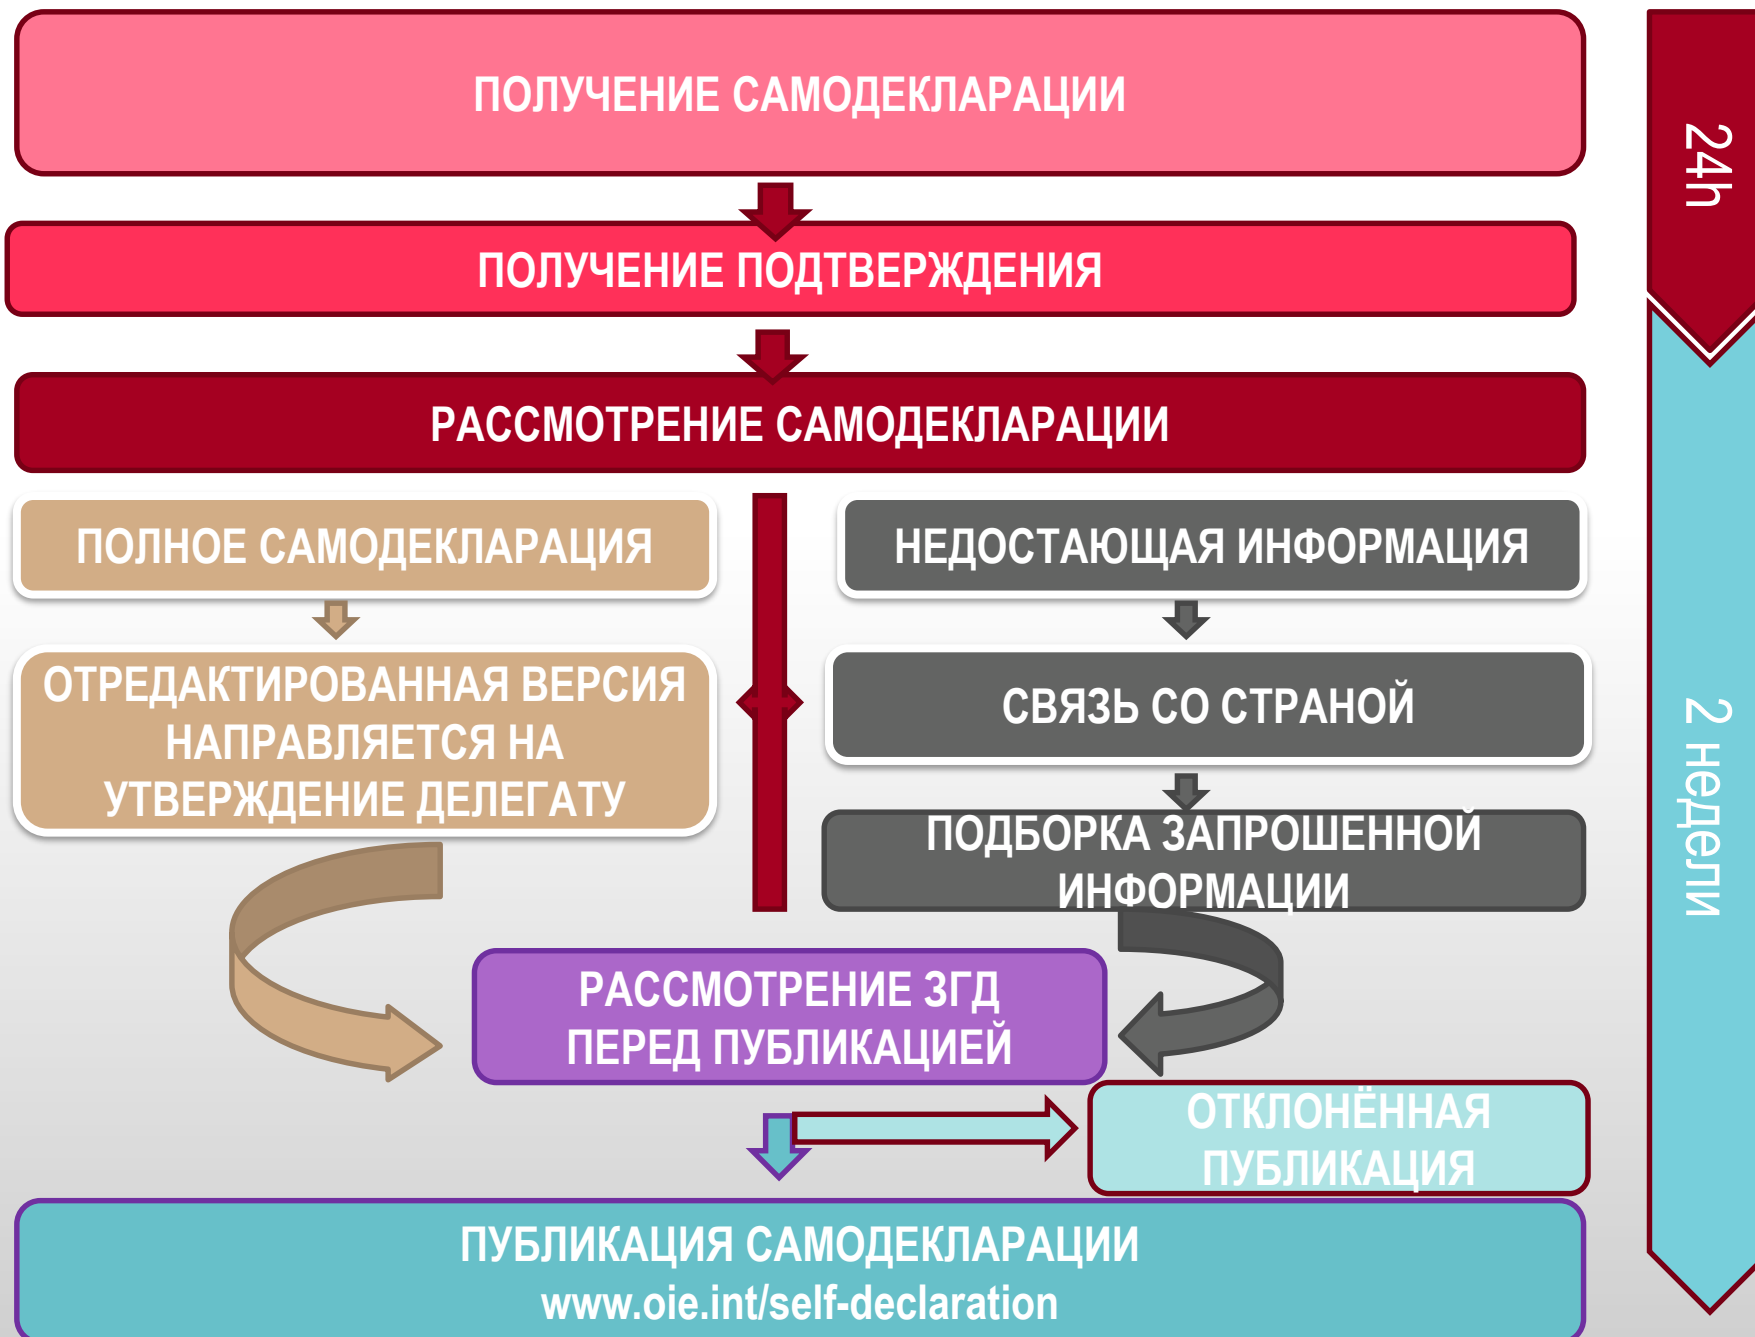 ПОЛУЧЕНИЕ САМОДЕКЛАРАЦИИ
24h
ПОЛУЧЕНИЕ ПОДТВЕРЖДЕНИЯ
РАССМОТРЕНИЕ САМОДЕКЛАРАЦИИ
ПОЛНОЕ САМОДЕКЛАРАЦИЯ
ОТРЕДАКТИРОВАННАЯ ВЕРСИЯ
НАПРАВЛЯЕТСЯ НА
УТВЕРЖДЕНИЕ ДЕЛЕГАТУ
НЕДОСТАЮЩАЯ ИНФОРМАЦИЯ
СВЯЗЬ СО СТРАНОЙ
ПОДБОРКА ЗАПРОШЕННОЙ
ИНФОРМАЦИИ
2 недели
РАССМОТРЕНИЕ ЗГД
ПЕРЕД ПУБЛИКАЦИЕЙ
ОТКЛОНЁННАЯ
ПУБЛИКАЦИЯ
ПУБЛИКАЦИЯ САМОДЕКЛАРАЦИИ
www.oie.int/self-declaration